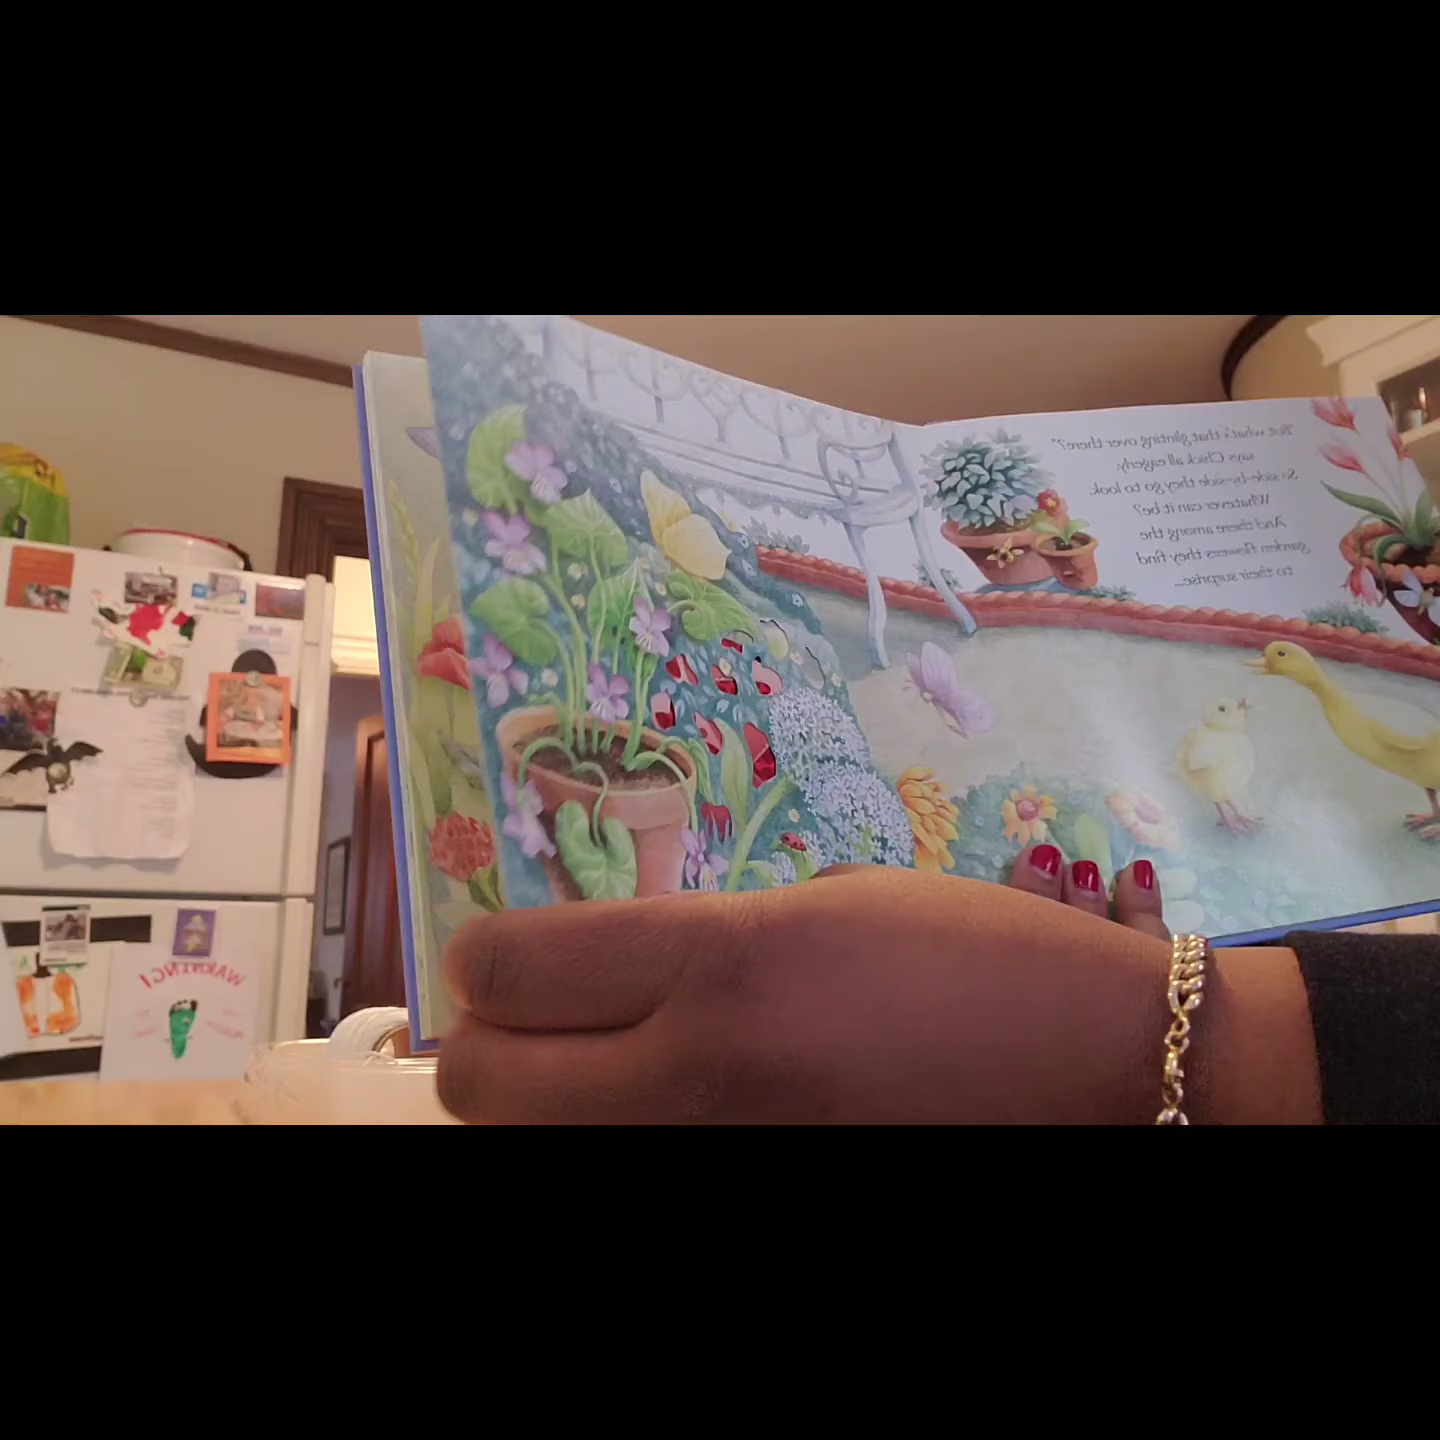 "But what's that glinting over there?"
says Chick all eagerly.
So side-by-side they go to look.
Whatever can it be?
And there among the
garden flowers they find
to their surprise...
WARNING!